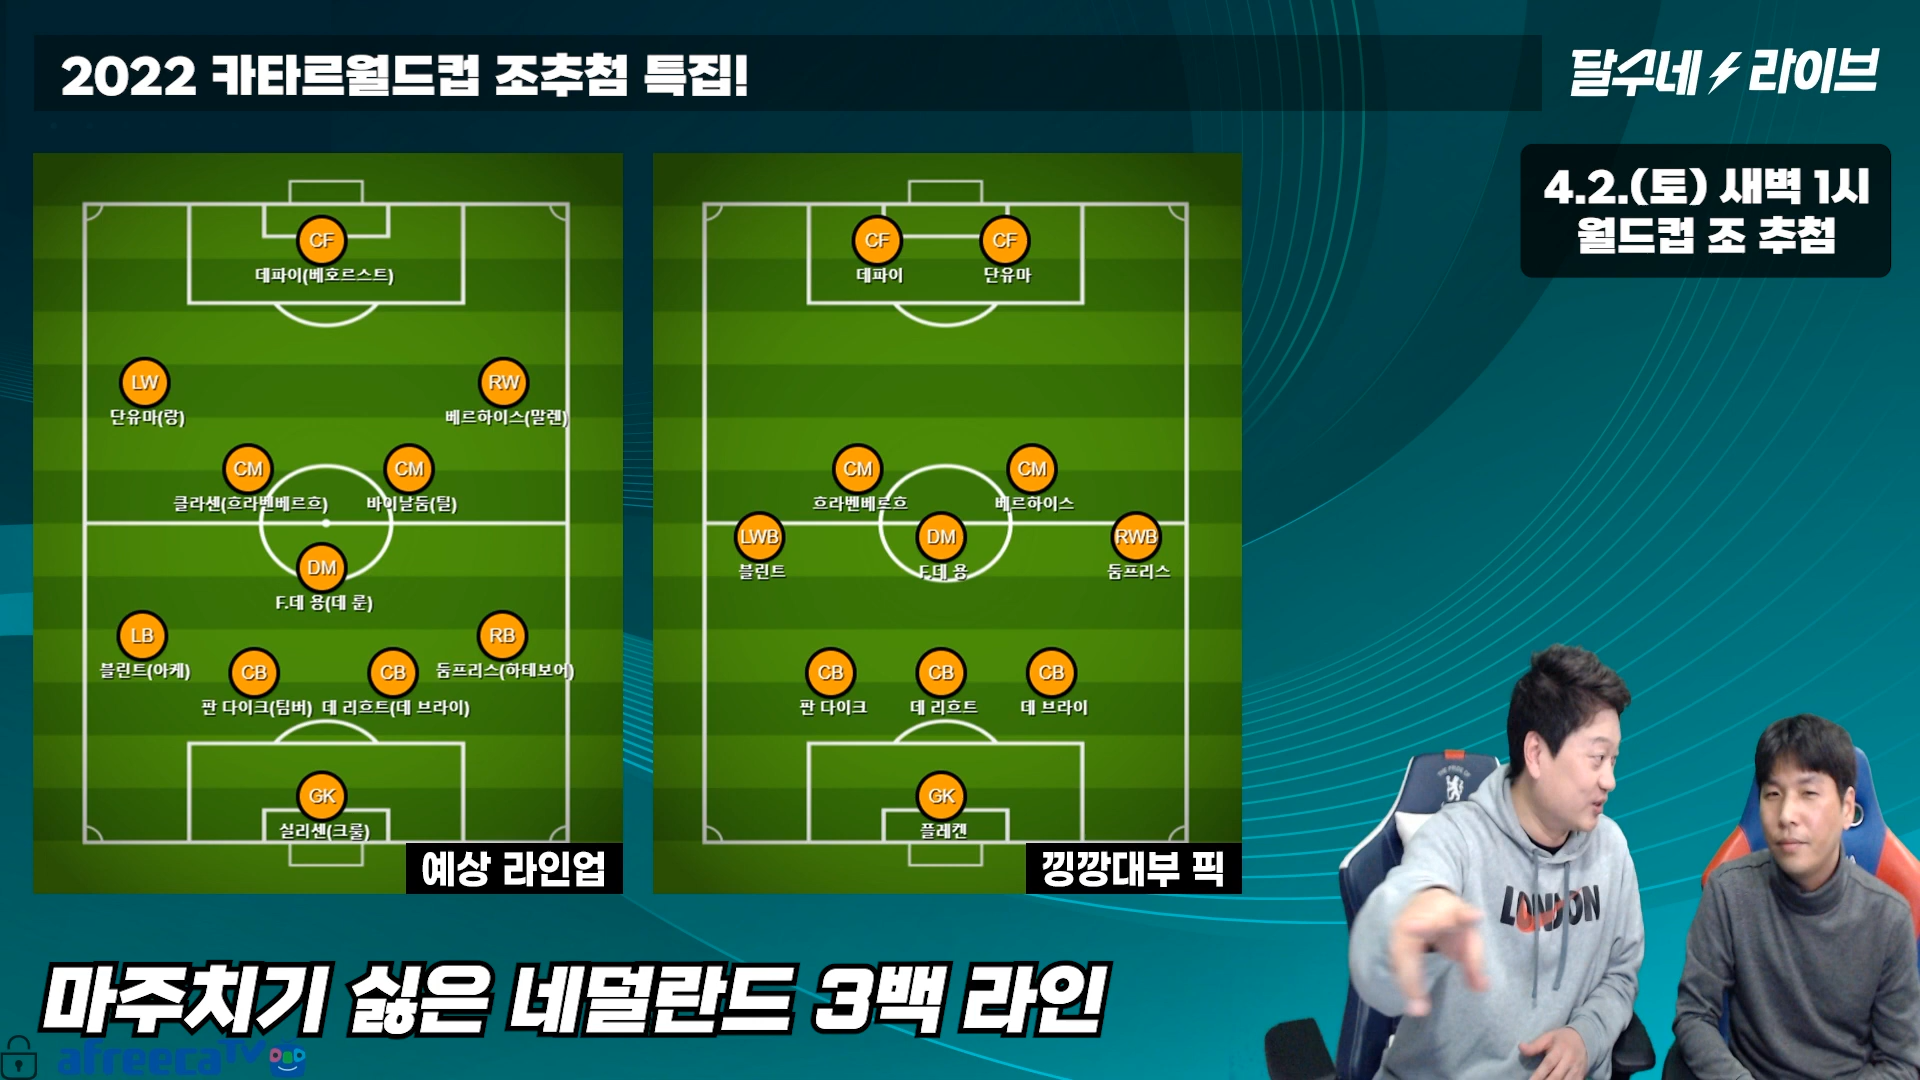 2022 카타르월드컵 조추첨 특집!
달수네 라이브
4.2.(토) 새벽 1시
월드컵 조 추첨
CF
데파이(베호르스트)
LW
단유마(랑)
RW
베르하이스(말렌)
CM
클라센(흐라벤베르흐)
CM
바이날둠(틸)
DM
F.데 용(데 룬)
LB
블린트(아케)
CB
판 다이크(팀버)
CB
데 리흐트(데 브라이)
RB
둠프리스(하테보어)
GK
실리센(크룰)
예상 라인업
CF
데파이
CF
단유마
CM
흐라벤베르흐
CM
베르하이스
LWB
블린트
DM
F.데 용
RWB
둠프리스
CB
판 다이크
CB
데 리흐트
CB
데 브라이
GK
플레켄
낑깡대부 픽
LONDON
마주치기 싫은 네덜란드 3백 라인
afreecaTV